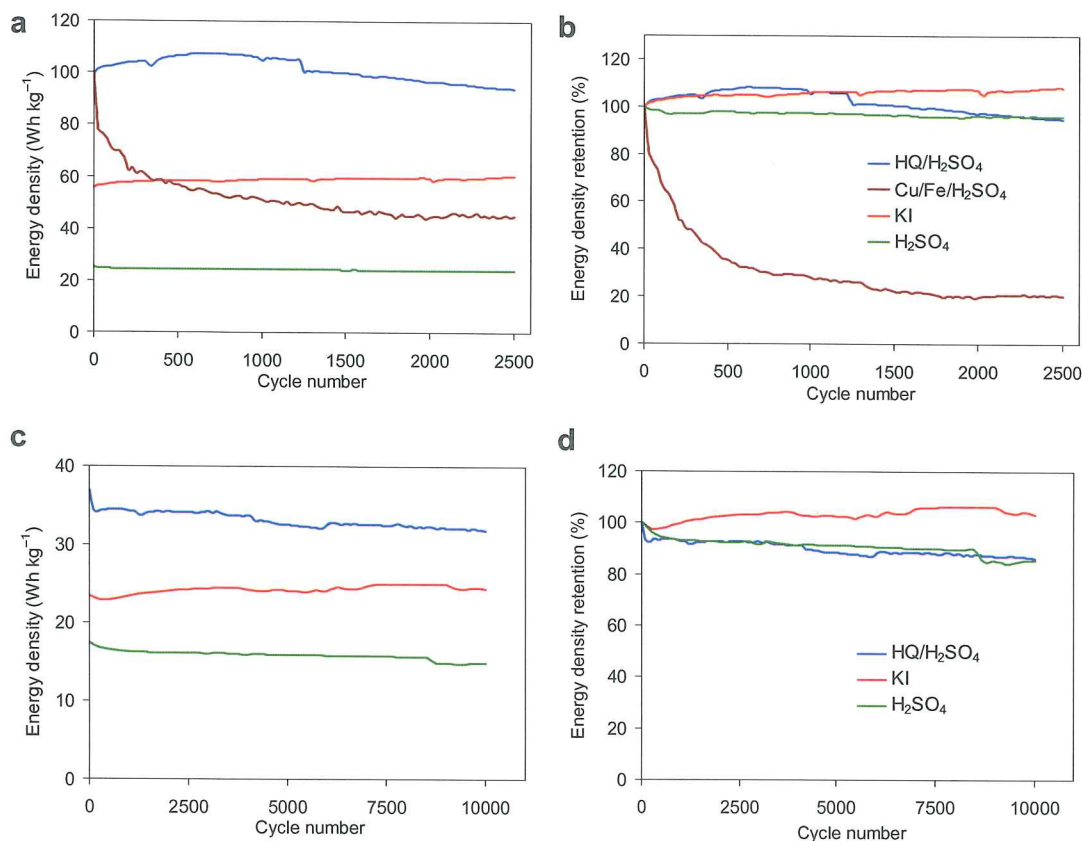 a
Energy density (Wh kg⁻¹)
120
100
80
60
40
20
0
0 500 1000 1500 2000 2500
Cycle number
b
Energy density retention (%)
120
100
80
60
40
20
0
HQ/H₂SO₄
Cu/Fe/H₂SO₄
KI
H₂SO₄
0 500 1000 1500 2000 2500
Cycle number
c
Energy density (Wh kg⁻¹)
40
30
20
10
0
0 2500 5000 7500 10000
Cycle number
d
Energy density retention (%)
120
100
80
60
40
20
0
HQ/H₂SO₄
KI
H₂SO₄
0 2500 5000 7500 10000
Cycle number